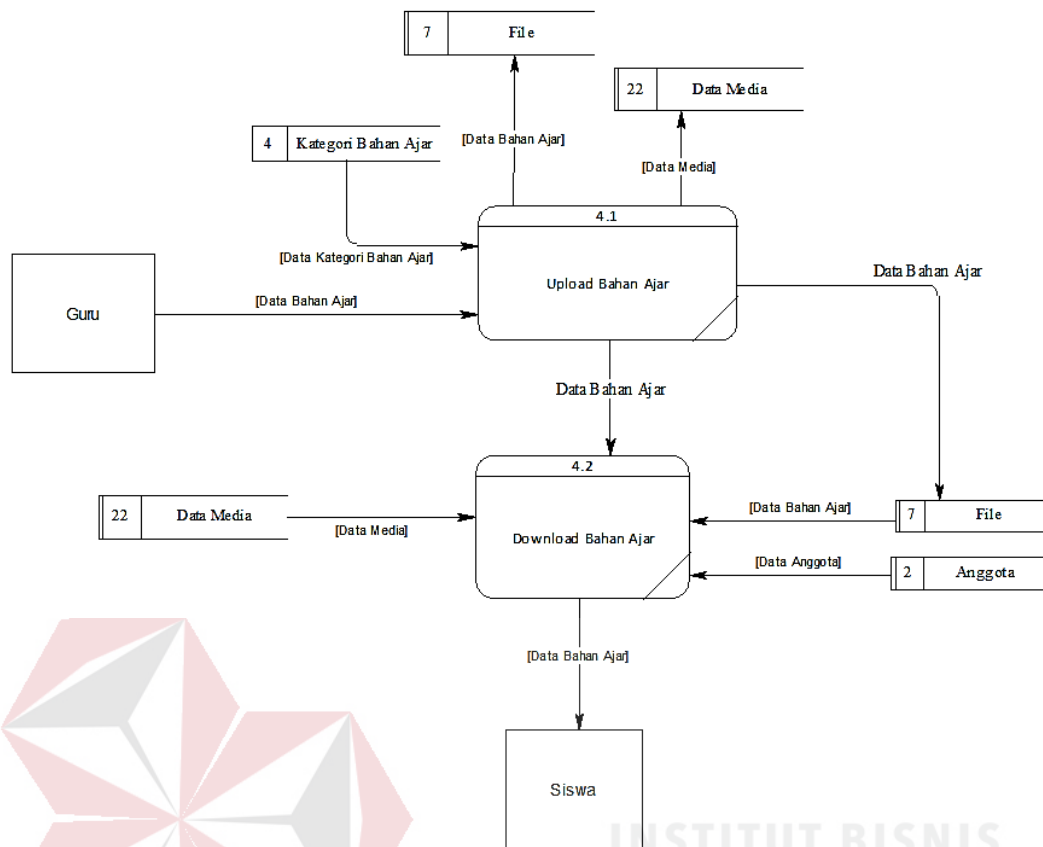 7 File
22 Data Media
4 Kategori Bahan Ajar
[Data Bahan Ajar]
[Data Media]
4.1
[Data Kategori Bahan Ajar]
Data Bahan Ajar
Upload Bahan Ajar
[Data Bahan Ajar]
Guru
Data Bahan Ajar
4.2
22 Data Media
[Data Media]
Download Bahan Ajar
[Data Bahan Ajar]
7 File
[Data Anggota]
2 Anggota
[Data Bahan Ajar]
Siswa
INSTITUT BISNIS